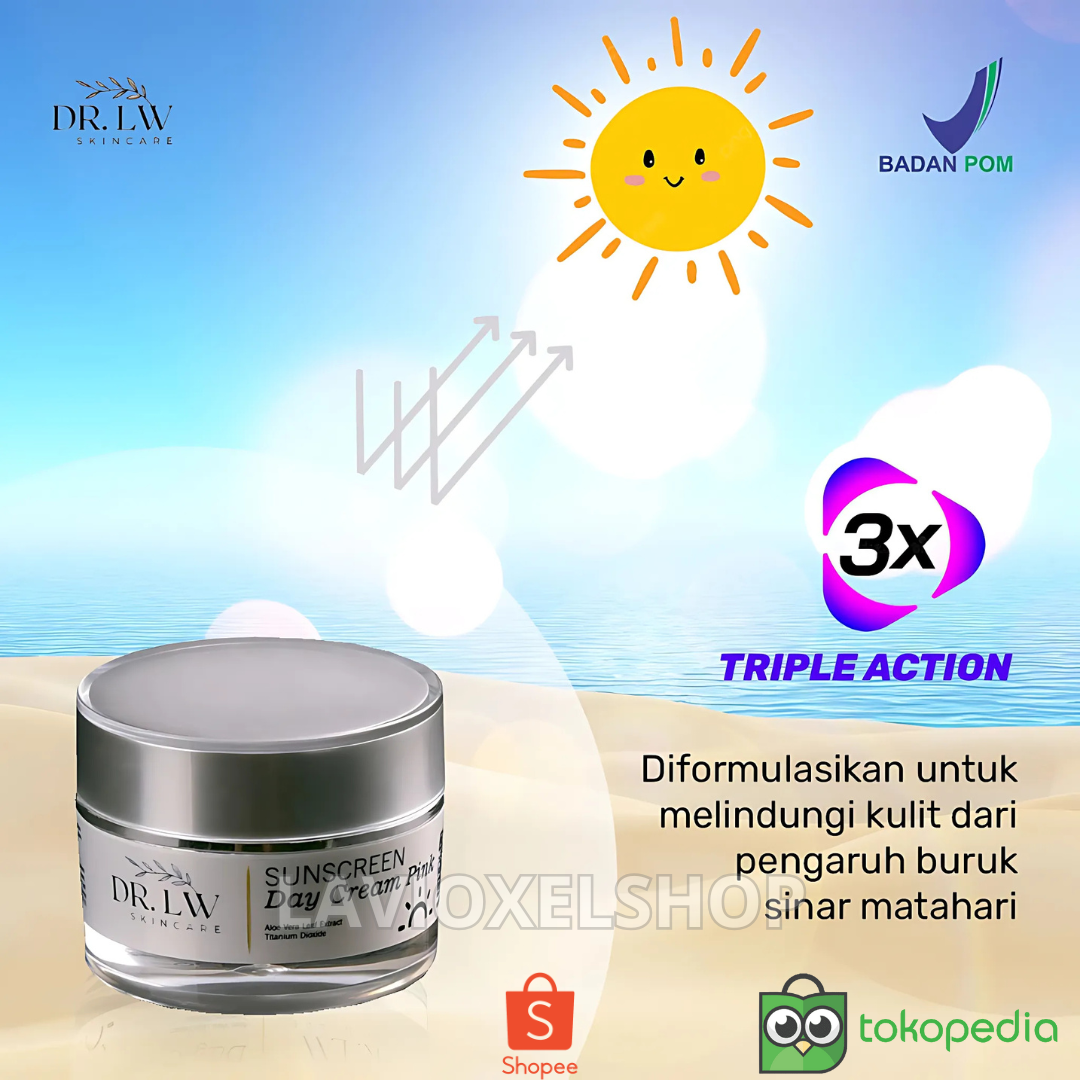 DR. LW
SKINCARE
BADAN POM
3x
TRIPLE ACTION
Diformulasikan untuk
melindungi kulit dari
pengaruh buruk
sinar matahari
SUNSCREEN
Day Cream Pink
DR. LW
SKINCARE
Aloe Vera Leaf Extract
Titanium Dioxide
LAVIOXELSHOP
S
Shopee
tokopedia